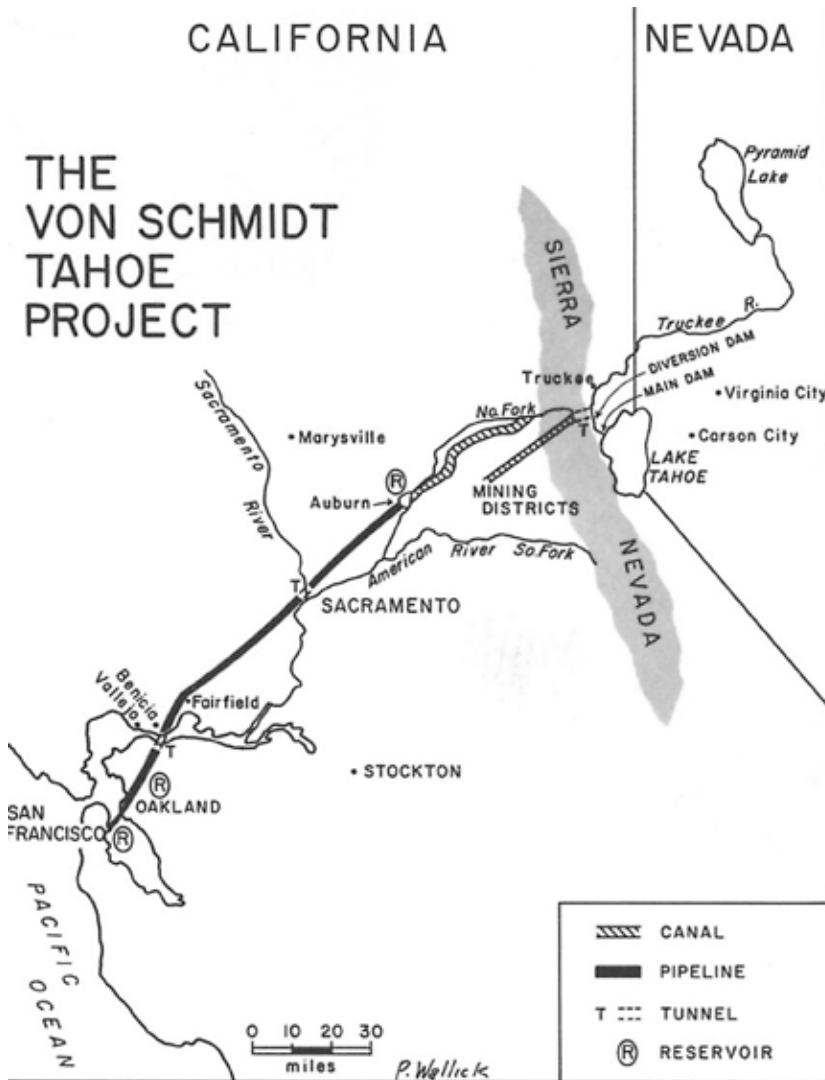 CALIFORNIA
NEVADA
THE
VON SCHMIDT
TAHOE
PROJECT
Pyramid
Lake
SIERRA
NEVADA
Truckee R.
DIVERSION DAM
MAIN DAM
Truckee
T
Virginia City
Carson City
LAKE
TAHOE
No. Fork
MINING
DISTRICTS
Sacramento
River
Marysville
R
Auburn
American River So. Fork
T
SACRAMENTO
Benicia
Vallejo
Fairfield
T
STOCKTON
R
OAKLAND
SAN
FRANCISCO
R
PACIFIC
OCEAN
CANAL
PIPELINE
T TUNNEL
R RESERVOIR
0 10 20 30
miles
P. Wellick